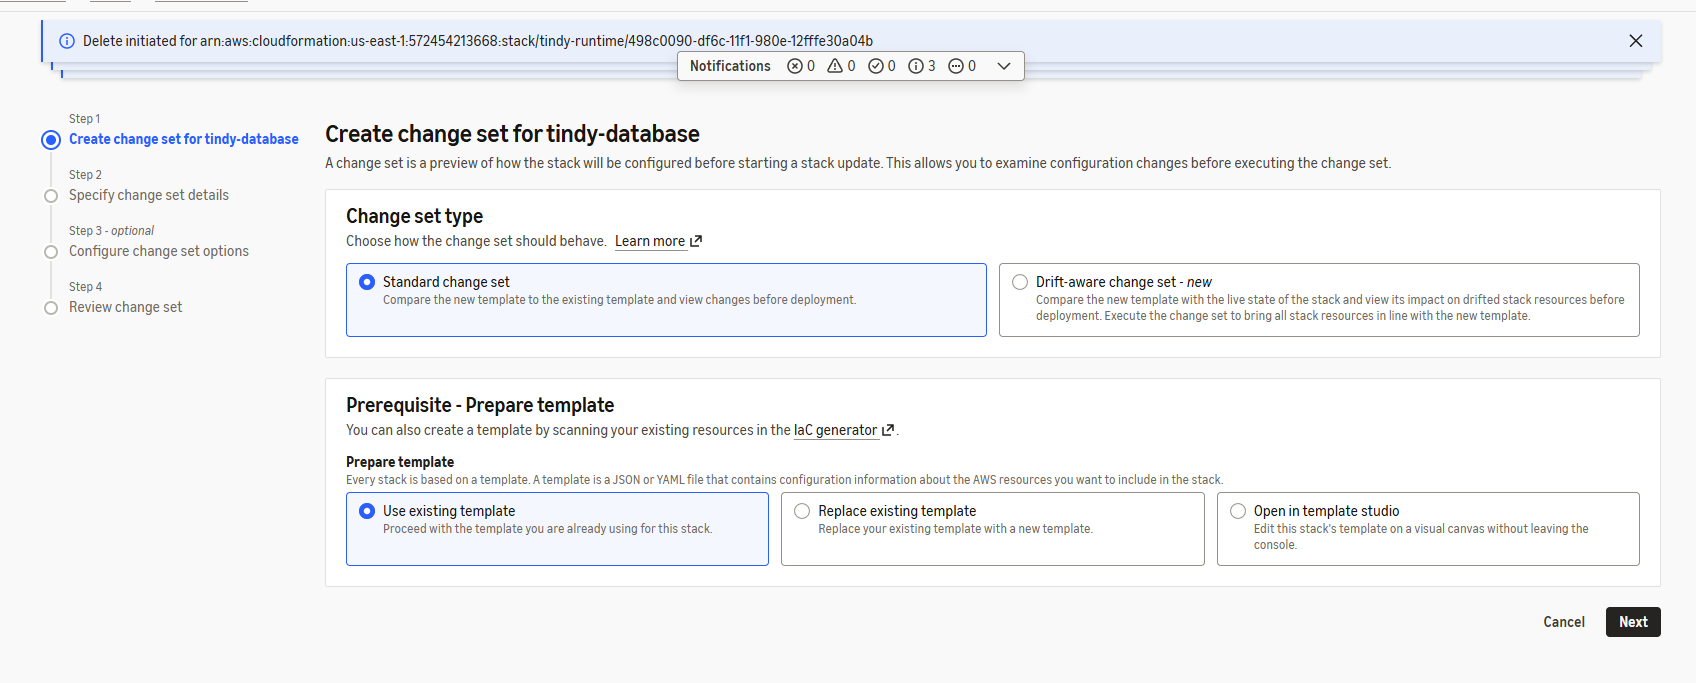 Delete initiated for arn:aws:cloudformation:us-east-1:572454213668:stack/tindy-runtime/498c0090-df6c-11f1-980e-12fffe30a04b
Notifications 0 0 0 3 0
Step 1
Create change set for tindy-database
Step 2
Specify change set details
Step 3 - optional
Configure change set options
Step 4
Review change set
Create change set for tindy-database
A change set is a preview of how the stack will be configured before starting a stack update. This allows you to examine configuration changes before executing the change set.
Change set type
Choose how the change set should behave. Learn more
Standard change set
Compare the new template to the existing template and view changes before deployment.
Drift-aware change set - new
Compare the new template with the live state of the stack and view its impact on drifted stack resources before
deployment. Execute the change set to bring all stack resources in line with the new template.
Prerequisite - Prepare template
You can also create a template by scanning your existing resources in the IaC generator.
Prepare template
Every stack is based on a template. A template is a JSON or YAML file that contains configuration information about the AWS resources you want to include in the stack.
Use existing template
Proceed with the template you are already using for this stack.
Replace existing template
Replace your existing template with a new template.
Open in template studio
Edit this stack's template on a visual canvas without leaving the
console.
Cancel
Next